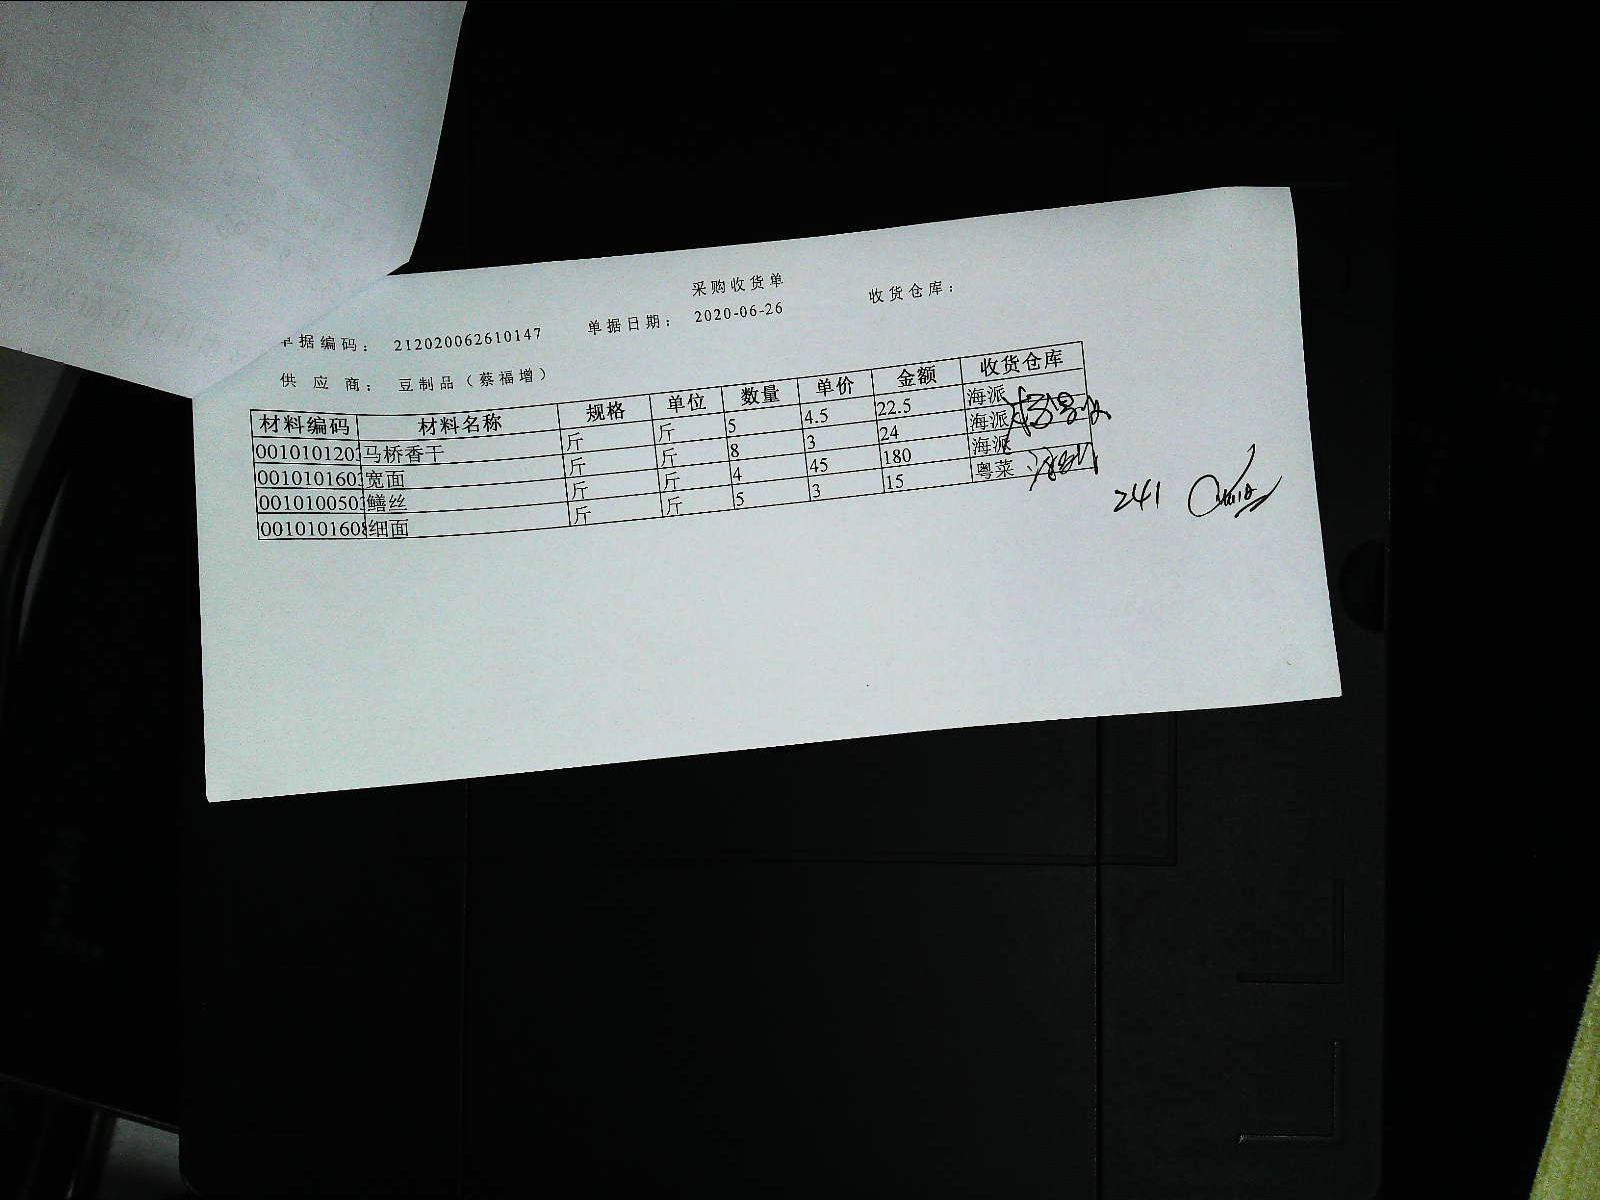 采购收货单
单据编码： 212020062610147 单据日期： 2020-06-26 收货仓库：
供 应 商： 豆制品（蔡福增）
材料编码 材料名称 规格 单位 数量 单价 金额 收货仓库
001010120 马桥香干 斤 斤 5 4.5 22.5 海派
001010160 宽面 斤 斤 8 3 24 海派
001010050 鳝丝 斤 斤 4 45 180 海派
001010160 细面 斤 斤 5 3 15 粤菜
241